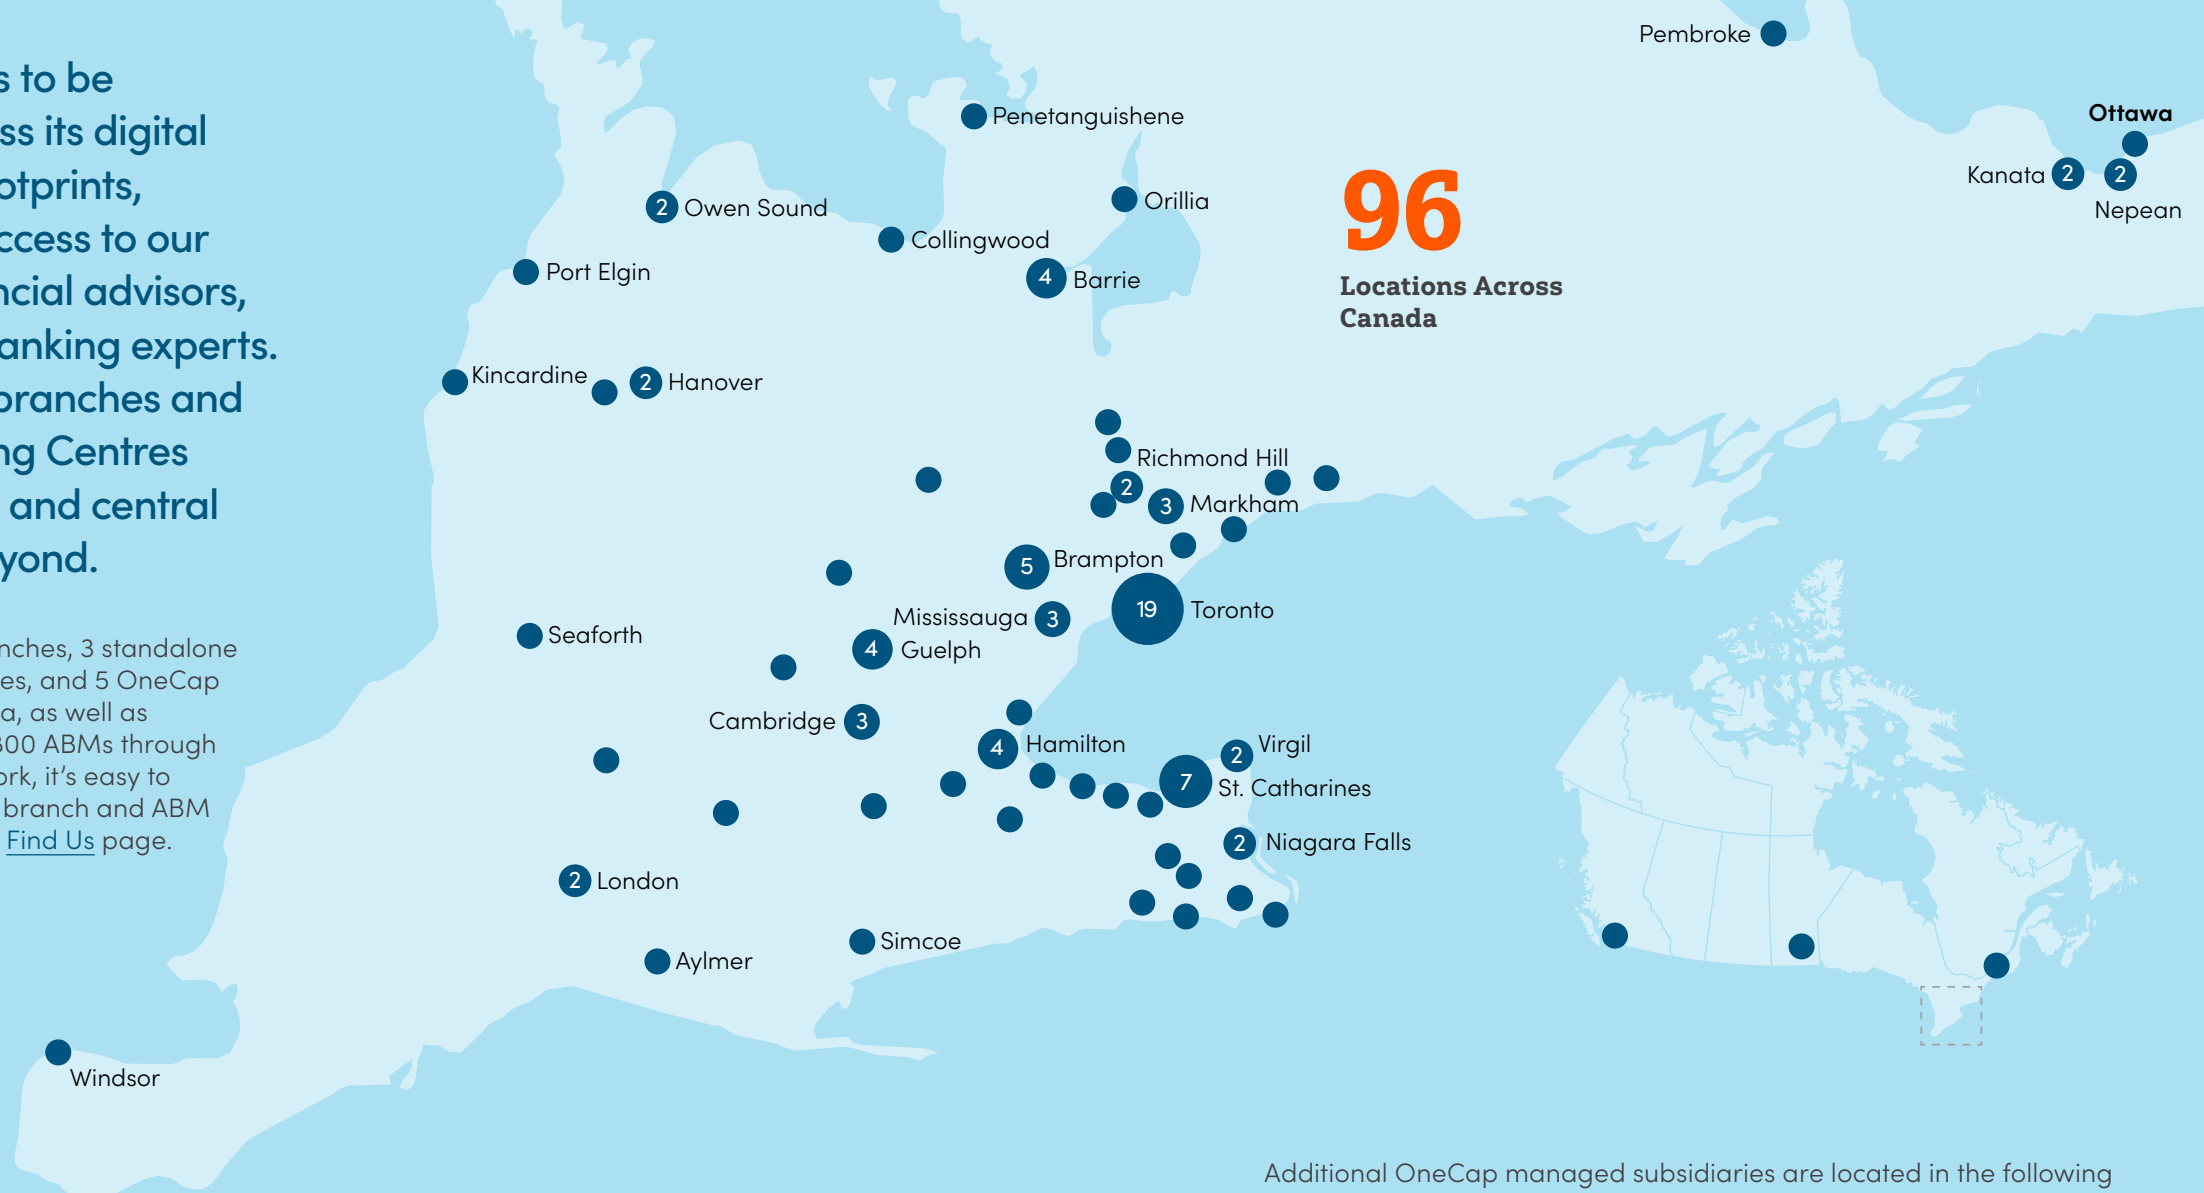 s to be
ss its digital
otprints,
ccess to our
ncial advisors,
anking experts.
branches and
ng Centres
and central
yond.
nches, 3 standalone
es, and 5 OneCap
a, as well as
300 ABMs through
ork, it's easy to
branch and ABM
Find Us page.
Pembroke
Ottawa
Kanata 2
2
Nepean
Penetanguishene
Orillia
2 Owen Sound
Collingwood
4 Barrie
Port Elgin
96
Locations Across
Canada
Kincardine
2 Hanover
Richmond Hill
2
3 Markham
5 Brampton
19 Toronto
Mississauga 3
4 Guelph
Seaforth
Cambridge 3
4 Hamilton
2 Virgil
7 St. Catharines
2 Niagara Falls
2 London
Simcoe
Aylmer
Windsor
Additional OneCap managed subsidiaries are located in the following